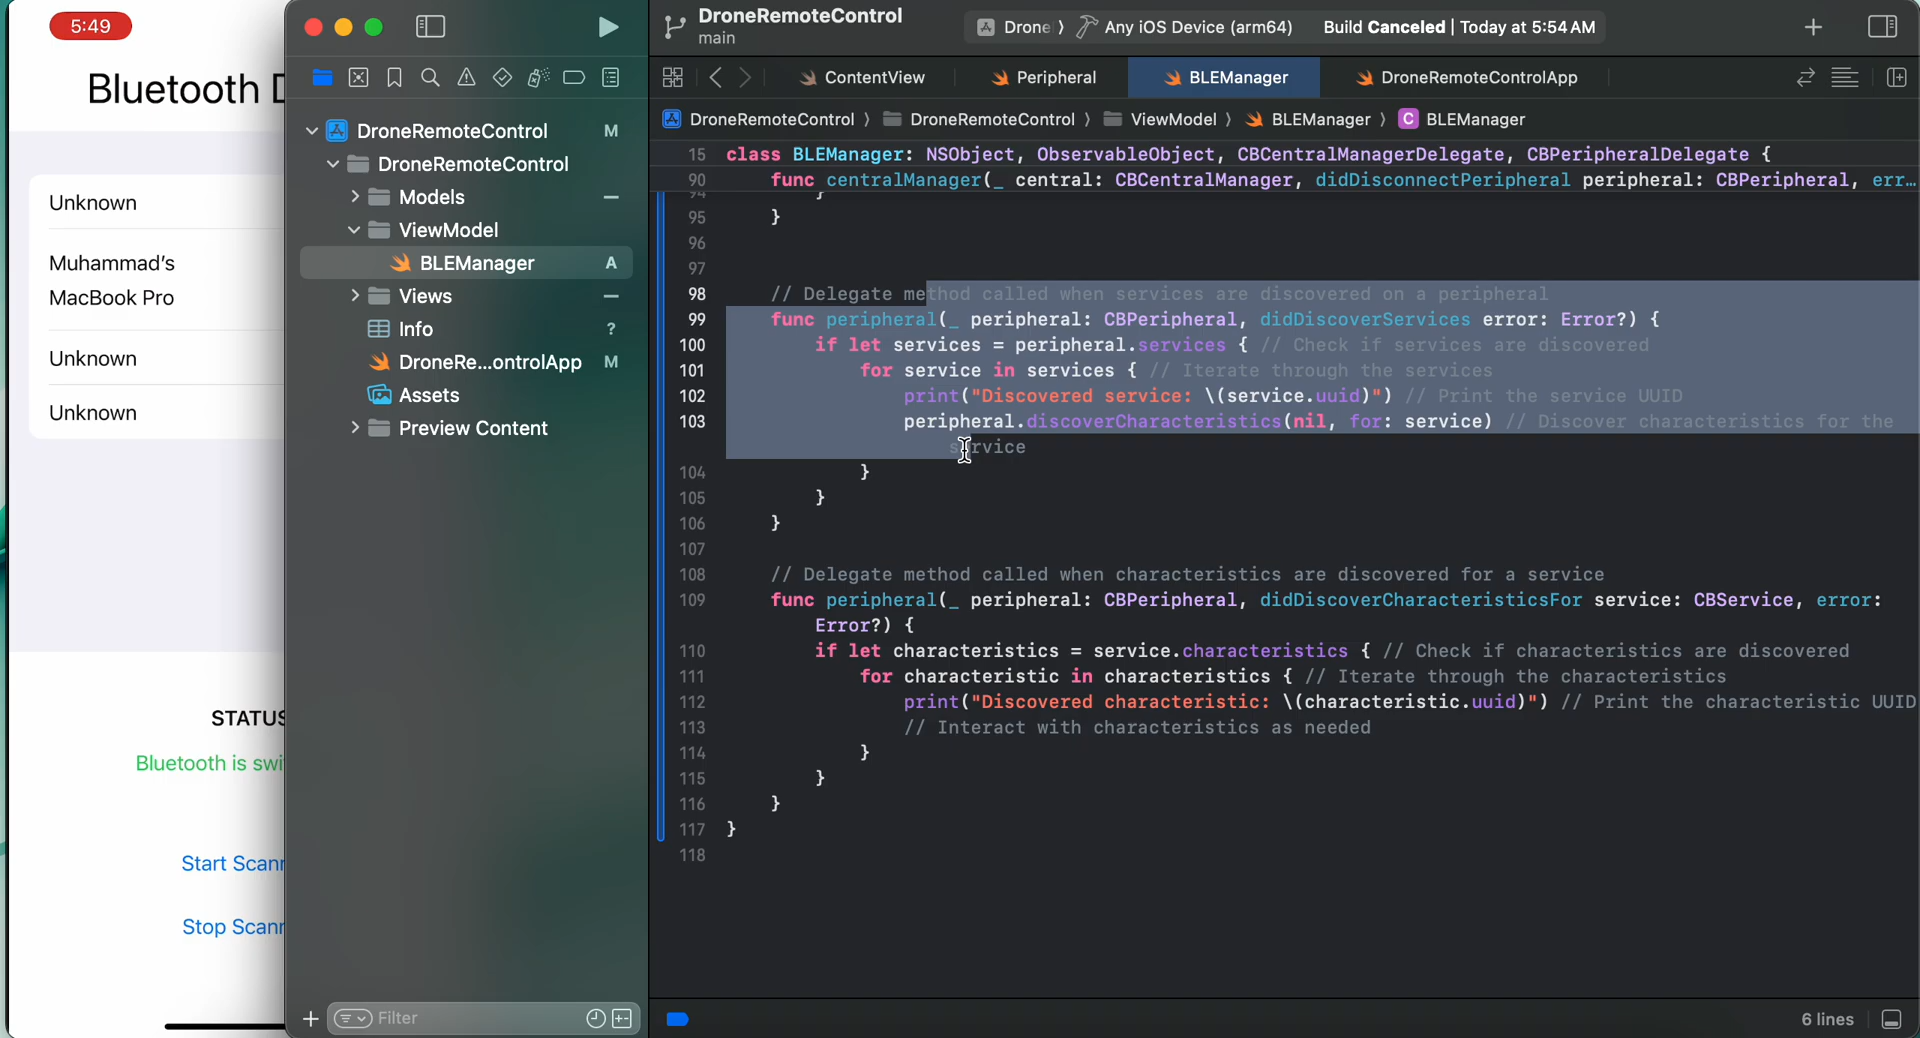 5:49
Bluetooth D
Unknown
Muhammad's
MacBook Pro
Unknown
Unknown
STATUS
Bluetooth is swi
Start Scann
Stop Scann
DroneRemoteControl M
DroneRemoteControl
Models
ViewModel
BLEManager A
Views
Info ?
DroneRe...ontrolApp M
Assets
Preview Content
Filter
DroneRemoteControl
main
Drone
Any iOS Device (arm64)
Build Canceled | Today at 5:54 AM
ContentView
Peripheral
BLEManager
DroneRemoteControlApp
DroneRemoteControl ⟩ DroneRemoteControl ⟩ ViewModel ⟩ BLEManager ⟩ C BLEManager
15 class BLEManager: NSObject, ObservableObject, CBCentralManagerDelegate, CBPeripheralDelegate {
90 func centralManager(_ central: CBCentralManager, didDisconnectPeripheral peripheral: CBPeripheral, err…
94 }
95 }
96
97
98 // Delegate method called when services are discovered on a peripheral
99 func peripheral(_ peripheral: CBPeripheral, didDiscoverServices error: Error?) {
100 if let services = peripheral.services { // Check if services are discovered
101 for service in services { // Iterate through the services
102 print("Discovered service: \(service.uuid)") // Print the service UUID
103 peripheral.discoverCharacteristics(nil, for: service) // Discover characteristics for the
service
104 }
105 }
106 }
107
108 // Delegate method called when characteristics are discovered for a service
109 func peripheral(_ peripheral: CBPeripheral, didDiscoverCharacteristicsFor service: CBService, error:
Error?) {
110 if let characteristics = service.characteristics { // Check if characteristics are discovered
111 for characteristic in characteristics { // Iterate through the characteristics
112 print("Discovered characteristic: \(characteristic.uuid)") // Print the characteristic UUID
113 // Interact with characteristics as needed
114 }
115 }
116 }
117 }
118
6 lines